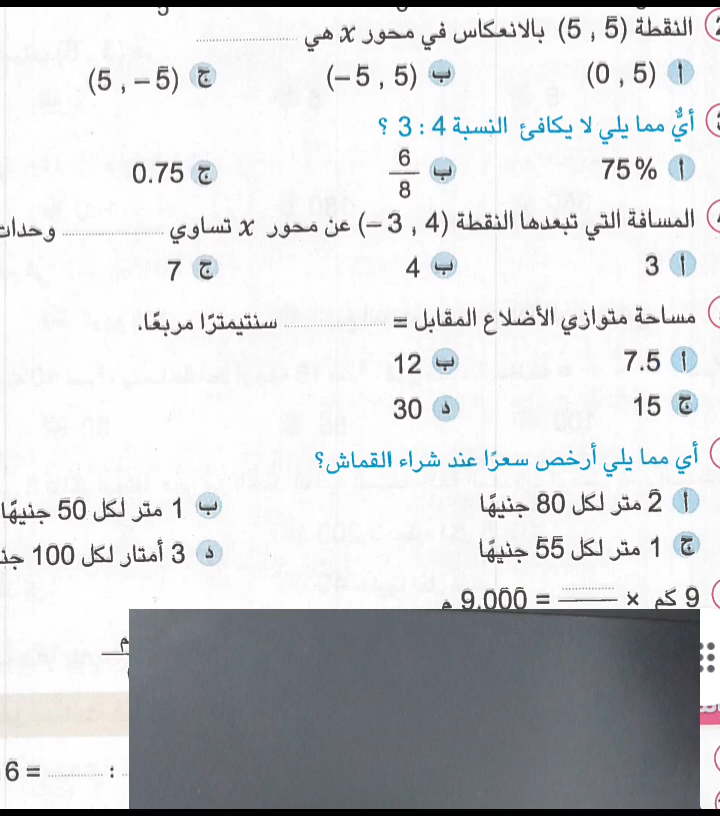 النقطة (5 , 5) بالانعكاس في محور x هي ..........
أ (0 , 5) ب (−5 , 5) ج (5 , −5)
أيٌّ مما يلي لا يكافئ النسبة 4 : 3 ؟
أ 75% ب 6/8 ج 0.75
المسافة التي تبعدها النقطة (−3 , 4) عن محور x تساوي .......... وحدات
أ 3 ب 4 ج 7
مساحة متوازي الأضلاع المقابل = .......... سنتيمترًا مربعًا.
أ 7.5 ب 12
ج 15 د 30
أي مما يلي أرخص سعرًا عند شراء القماش؟
أ 2 متر لكل 80 جنيهًا ب 1 متر لكل 50 جنيهًا
ج 1 متر لكل 55 جنيهًا د 3 أمتار لكل 100
9 كم × .......... = 9,000 م
م
.......... : .......... = 6